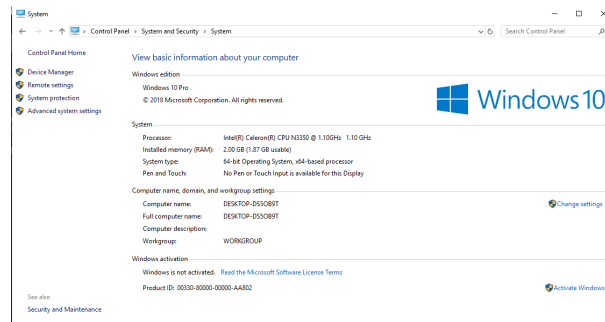 System
Control Panel > System and Security > System
Search Control Panel
Control Panel Home
Device Manager
Remote settings
System protection
Advanced system settings
View basic information about your computer
Windows edition
Windows 10 Pro
© 2018 Microsoft Corporation. All rights reserved.
Windows 10
System
Processor: Intel(R) Celeron(R) CPU N3350 @ 1.10GHz 1.10 GHz
Installed memory (RAM): 2.00 GB (1.87 GB usable)
System type: 64-bit Operating System, x64-based processor
Pen and Touch: No Pen or Touch Input is available for this Display
Computer name, domain, and workgroup settings
Computer name: DESKTOP-DS5OB9T
Change settings
Full computer name: DESKTOP-DS5OB9T
Computer description:
Workgroup: WORKGROUP
Windows activation
Windows is not activated. Read the Microsoft Software License Terms
Product ID: 00330-80000-00000-AA802
Activate Windows
See also
Security and Maintenance